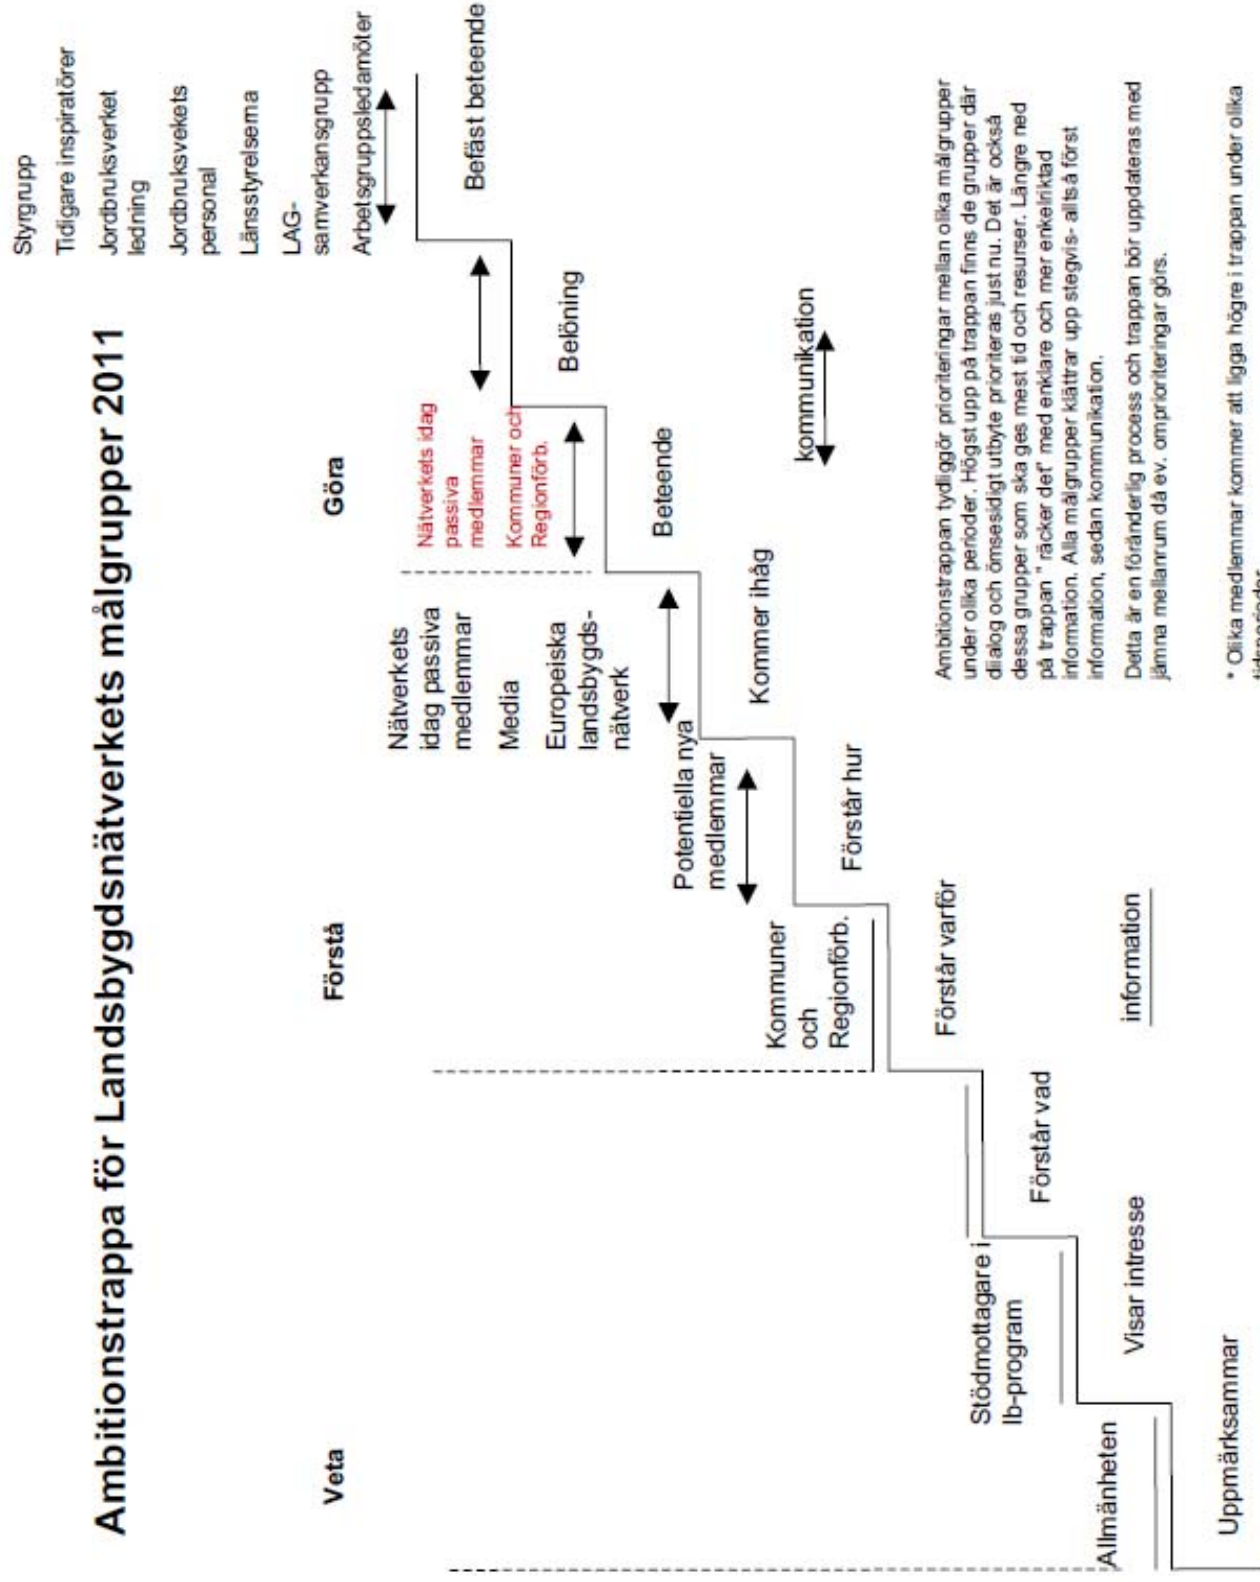 Ambitionstrappa för Landsbygdsnätverkets målgrupper 2011
Veta
Förstå
Göra
Styrgrupp
Tidigare inspiratörer
Jordbruksverket
ledning
Jordbruksvekets
personal
Länsstyrelserna
LAG-
samverkansgrupp
Arbetsgruppsledamöter
Befäst beteende
Nätverkets idag
passiva
medlemmar
Kommuner och
Regionförb.
Belöning
Nätverkets
idag passiva
medlemmar
Media
Europeiska
landsbygds-
nätverk
Beteende
Potentiella nya
medlemmar
Kommer ihåg
Kommuner
och
Regionförb.
Förstår hur
Förstår varför
Stödmottagare i
lb-program
Förstår vad
Allmänheten
Visar intresse
Uppmärksammar
information
kommunikation
Ambitionstrappan tydliggör prioriteringar mellan olika målgrupper
under olika perioder. Högst upp på trappan finns de grupper där
diialog och ömsesidigt utbyte prioriteras just nu. Det är också
dessa grupper som ska ges mest tid och resurser. Längre ned
på trappan " räcker det" med enklare och mer enkelriktad
information. Alla målgrupper klättrar upp stegvis- alltså först
information, sedan kommunikation.
Detta är en föränderlig process och trappan bör uppdateras med
jämna mellanrum då ev. omprioriteringar görs.
* Olika medlemmar kommer att ligga högre i trappan under olika